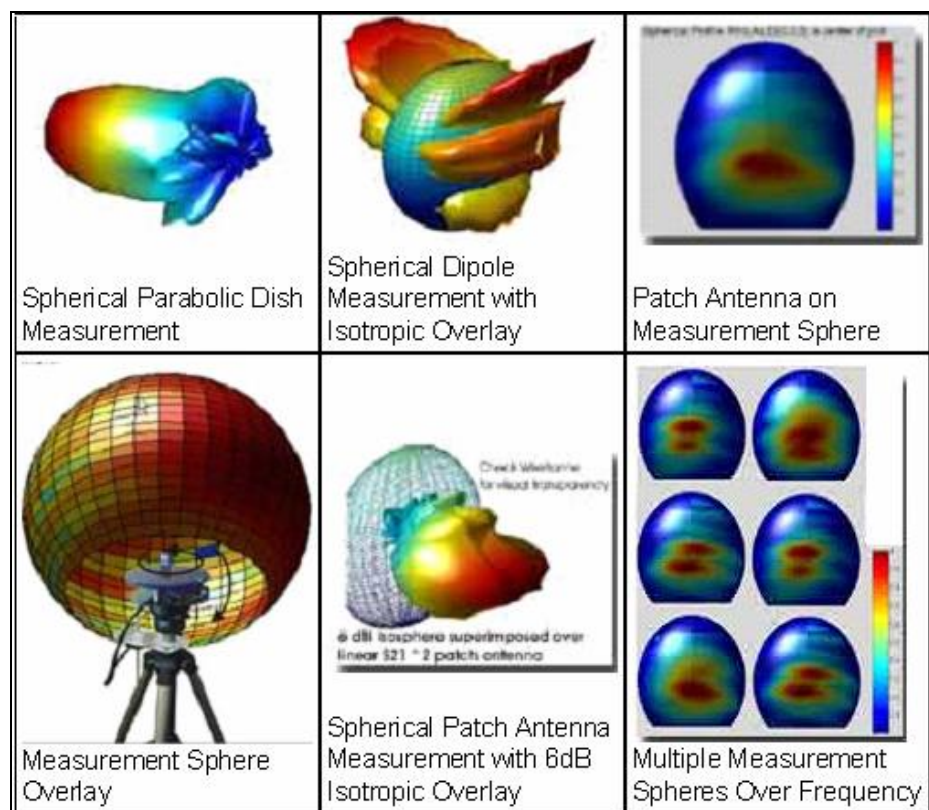 Spherical Parabolic Dish
Measurement
Spherical Dipole
Measurement with
Isotropic Overlay
Patch Antenna on
Measurement Sphere
Measurement Sphere
Overlay
Check Wireframe
for visual transparency
6 dBi isosphere superimposed over
linear S21 ^2 patch antenna
Spherical Patch Antenna
Measurement with 6dB
Isotropic Overlay
Multiple Measurement
Spheres Over Frequency